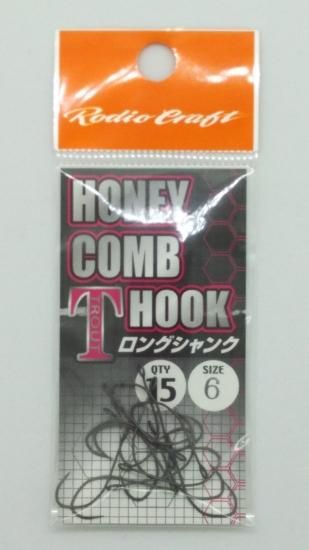 Rodio Craft
HONEY
COMB
TROUT HOOK
ロングシャンク
QTY
15
SIZE
6